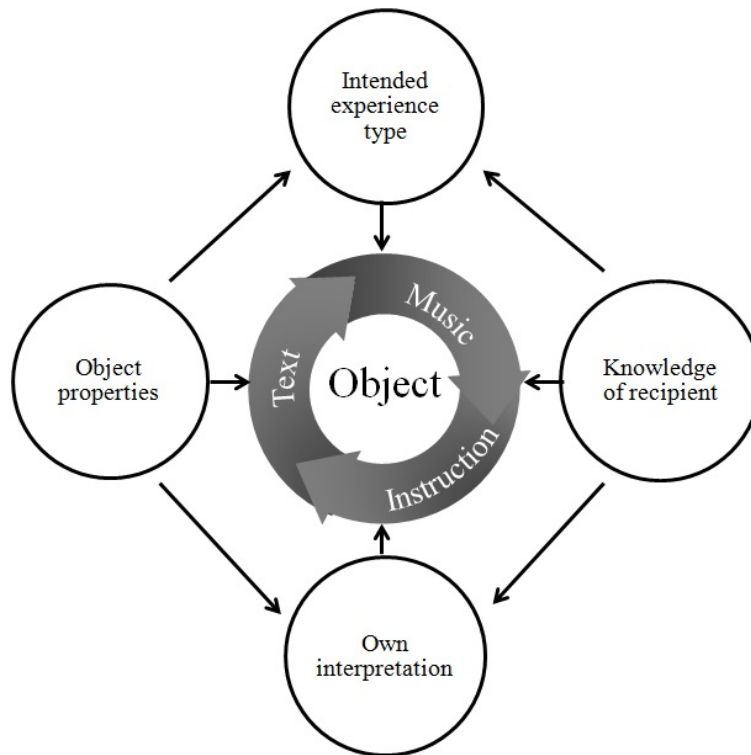 Intended
experience
type
Music
Text
Object
Object
properties
Knowledge
of recipient
Instruction
Own
interpretation